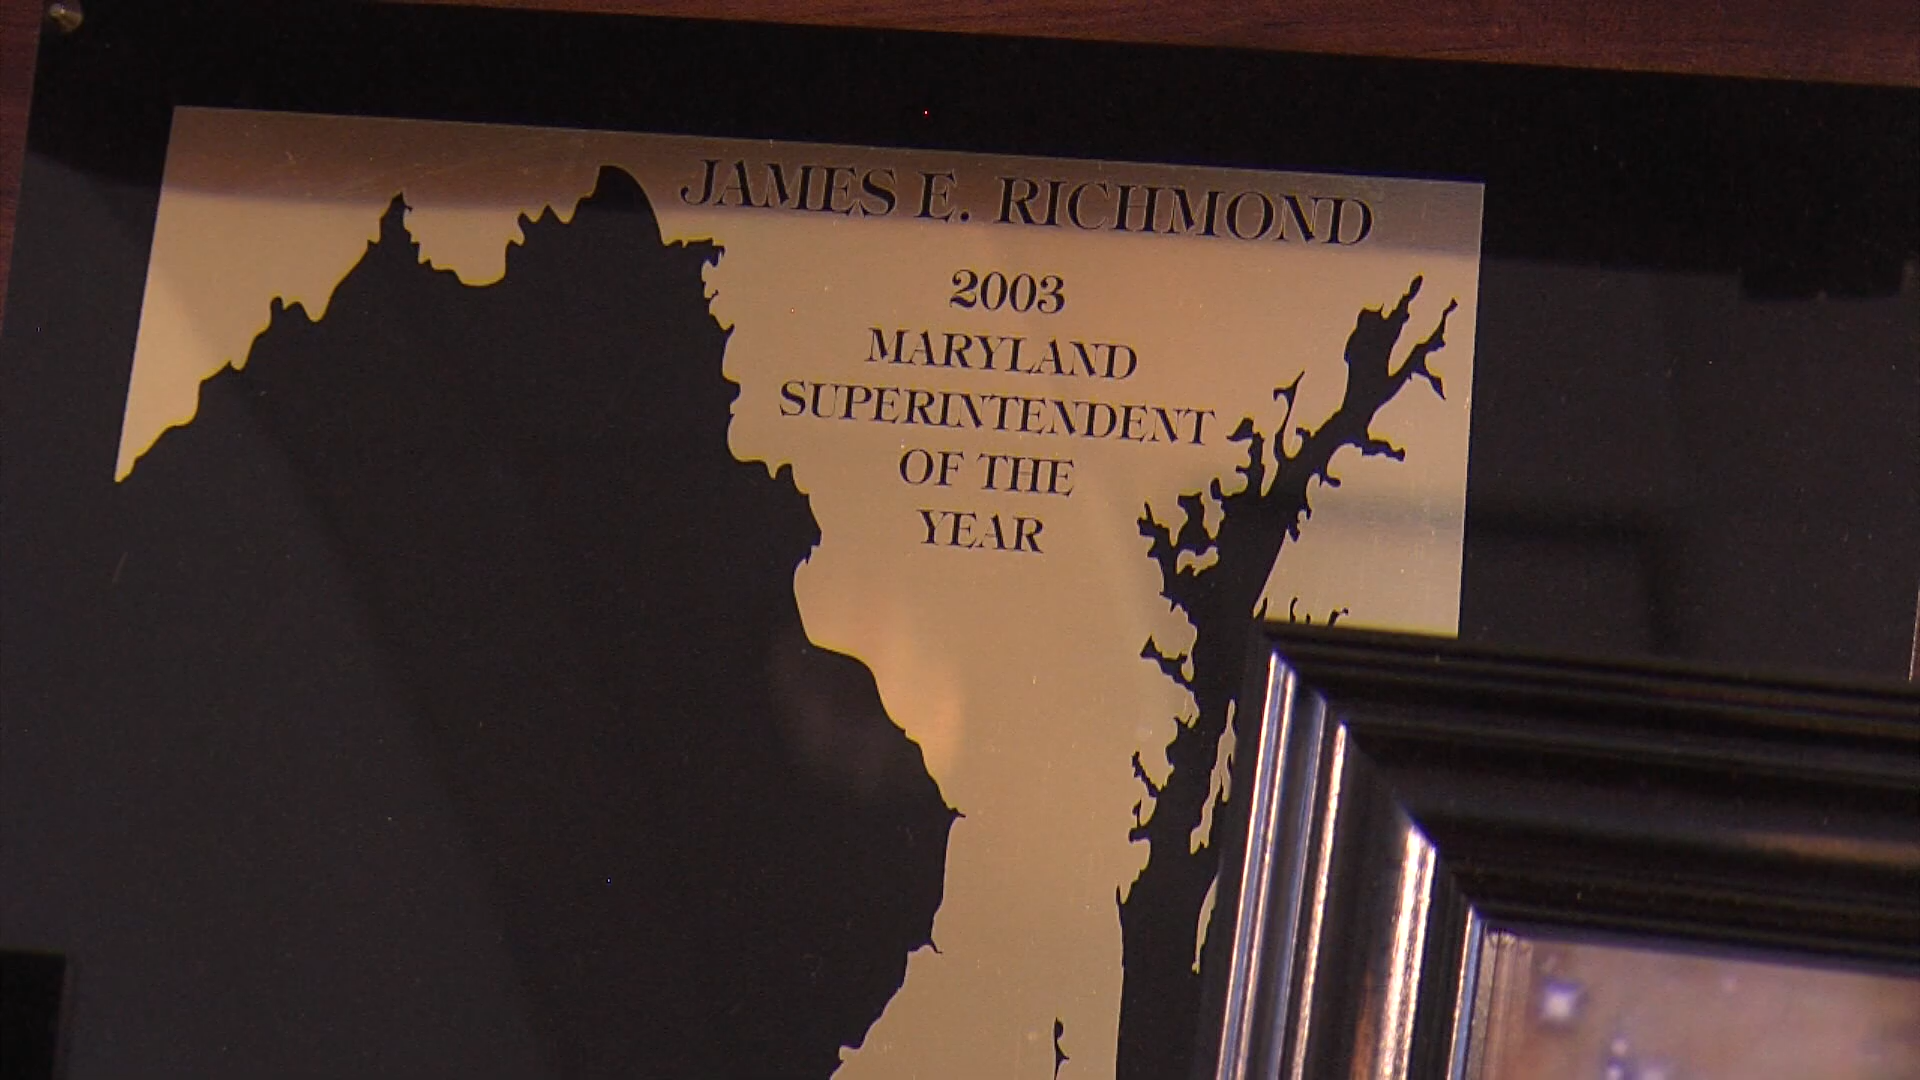 JAMES E. RICHMOND
2003
MARYLAND
SUPERINTENDENT
OF THE
YEAR